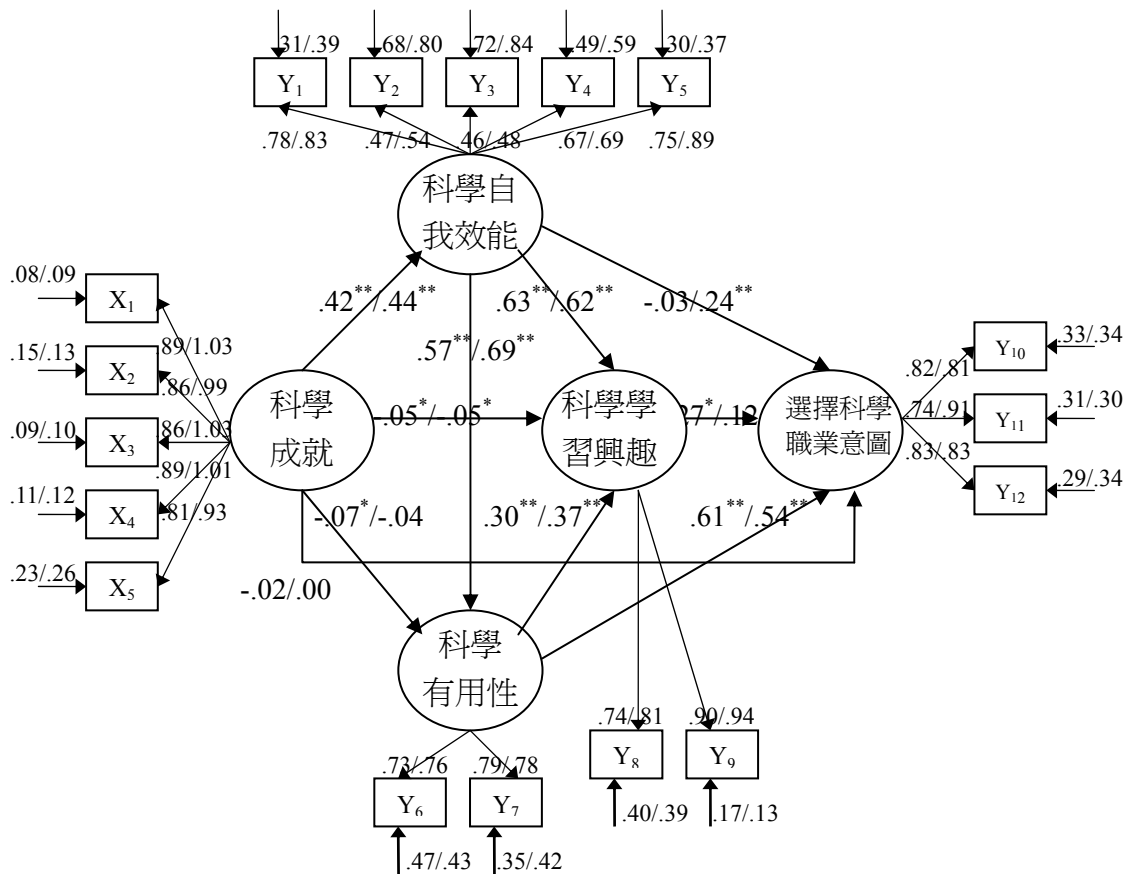 .31/.39 .68/.80 .72/.84 .49/.59 .30/.37
Y1 Y2 Y3 Y4 Y5
.78/.83 .47/.54 .46/.48 .67/.69 .75/.89
科學自
我效能
.08/.09
X1
.42**/.44** .63**/.62** -.03/.24**
.15/.13
X2
.89/1.03
.86/.99
.57**/.69**
Y10
.33/.34
.82/.81
.09/.10
X3
.86/1.03
科學
成就
-.05*/-.05*
科學學
習興趣
.27*/.12
選擇科學
職業意圖
.74/.91
Y11
.31/.30
.89/1.01
.83/.83
Y12
.29/.34
.11/.12
X4
.81/.93
-.07*/-.04
.30**/.37**
.61**/.54**
.23/.26
X5
-.02/.00
科學
有用性
.74/.81 .90/.94
Y8 Y9
.73/.76 .79/.78
Y6 Y7
.40/.39 .17/.13
.47/.43 .35/.42